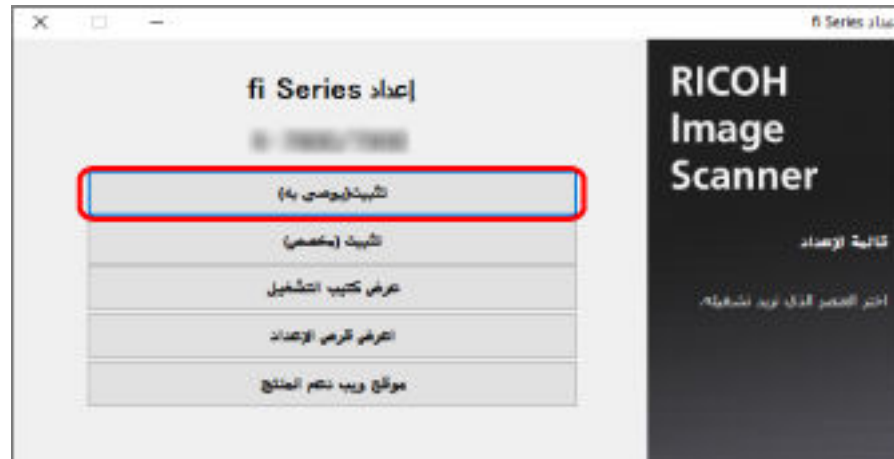 fi Series إعداد
إعداد fi Series
تثبيت(يوصى به)
تثبيت (مخصص)
عرض كتيب التشغيل
اعرض قرص الإعداد
موقع ويب دعم المنتج
RICOH
Image
Scanner
قائمة الإعداد
اختر العنصر الذي تريد تشغيله.